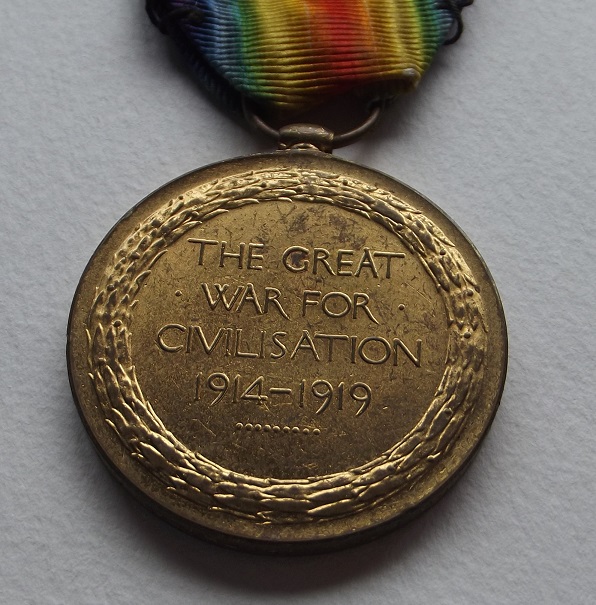 THE GREAT
· WAR FOR ·
CIVILISATION
1914-1919